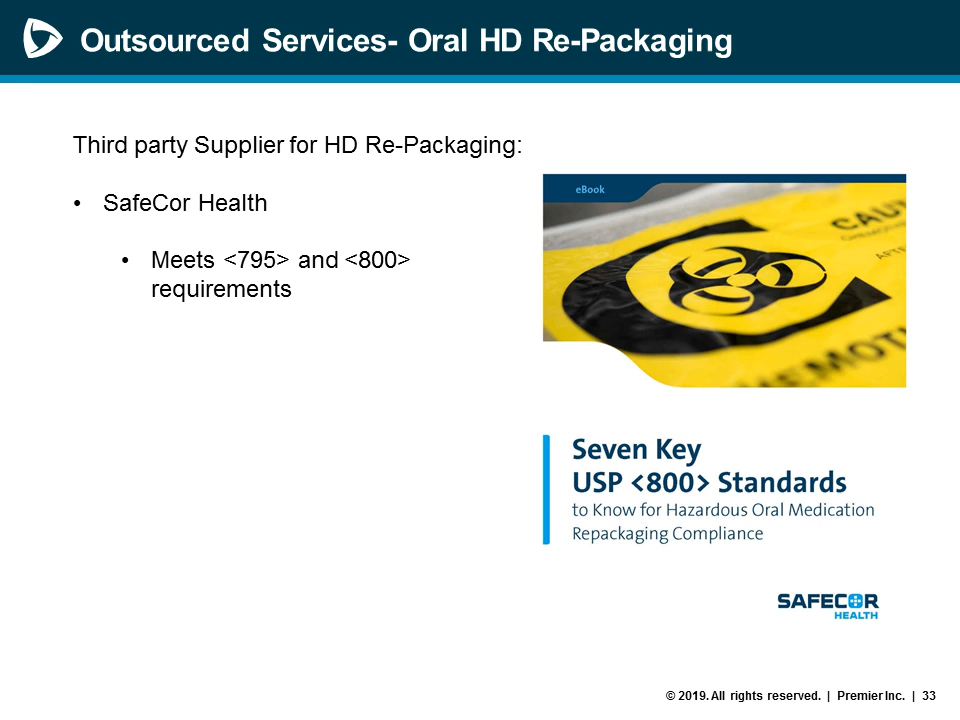 Outsourced Services- Oral HD Re-Packaging
Third party Supplier for HD Re-Packaging:
• SafeCor Health
• Meets <795> and <800>
requirements
eBook
Seven Key
USP <800> Standards
to Know for Hazardous Oral Medication
Repackaging Compliance
SAFECOR
HEALTH
© 2019. All rights reserved. | Premier Inc. | 33